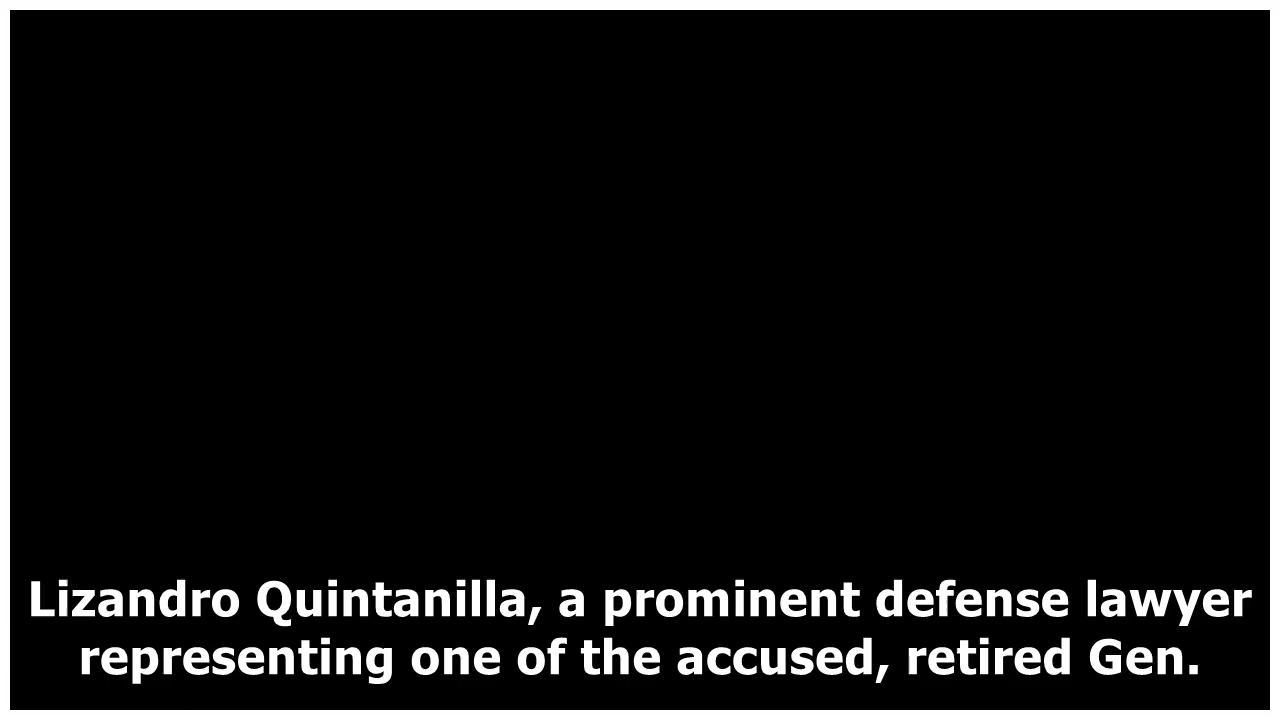 Lizandro Quintanilla, a prominent defense lawyer
representing one of the accused, retired Gen.